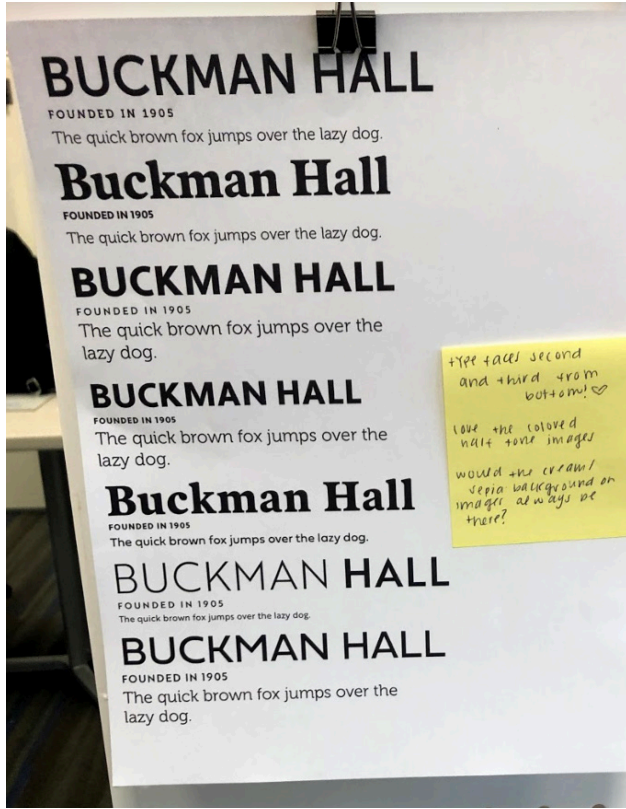 BUCKMAN HALL
FOUNDED IN 1905
The quick brown fox jumps over the lazy dog.
Buckman Hall
FOUNDED IN 1905
The quick brown fox jumps over the lazy dog.
BUCKMAN HALL
FOUNDED IN 1905
The quick brown fox jumps over the
lazy dog.
BUCKMAN HALL
FOUNDED IN 1905
The quick brown fox jumps over the
lazy dog.
Buckman Hall
FOUNDED IN 1905
The quick brown fox jumps over the lazy dog.
BUCKMAN HALL
FOUNDED IN 1905
The quick brown fox jumps over the lazy dog.
BUCKMAN HALL
FOUNDED IN 1905
The quick brown fox jumps over the
lazy dog.
type faces second
and third from
bottom! ♡
love the colored
half tone images
would the cream/
sepia background on
images always be
there?